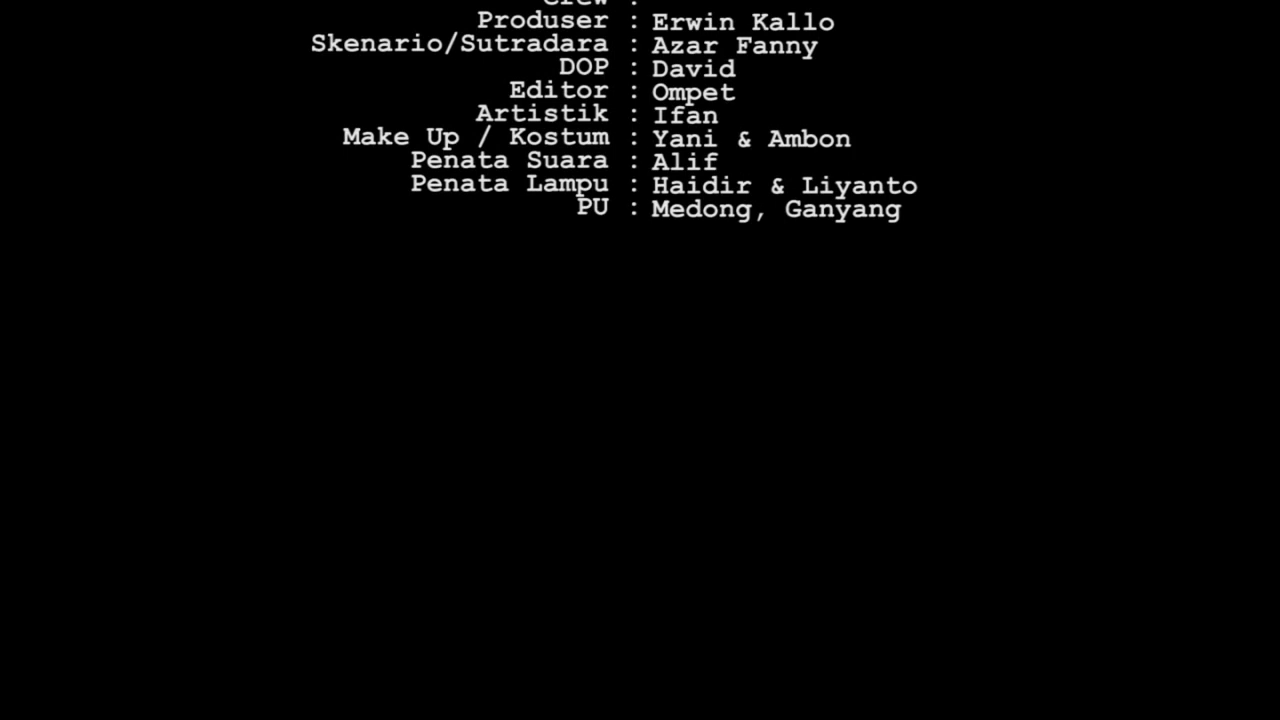 Crew :
Produser : Erwin Kallo
Skenario/Sutradara : Azar Fanny
DOP : David
Editor : Ompet
Artistik : Ifan
Make Up / Kostum : Yani & Ambon
Penata Suara : Alif
Penata Lampu : Haidir & Liyanto
PU : Medong, Ganyang